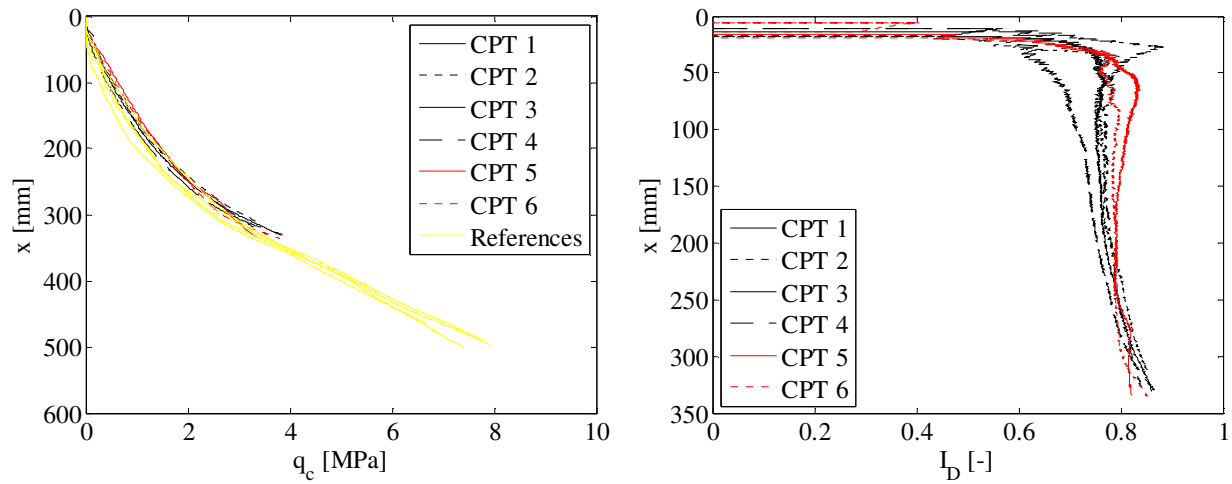 0
100
200
300
400
500
600
x [mm]
0 2 4 6 8 10
q_c [MPa]
CPT 1
CPT 2
CPT 3
CPT 4
CPT 5
CPT 6
References
0
50
100
150
200
250
300
350
x [mm]
0 0.2 0.4 0.6 0.8 1
I_D [-]
CPT 1
CPT 2
CPT 3
CPT 4
CPT 5
CPT 6